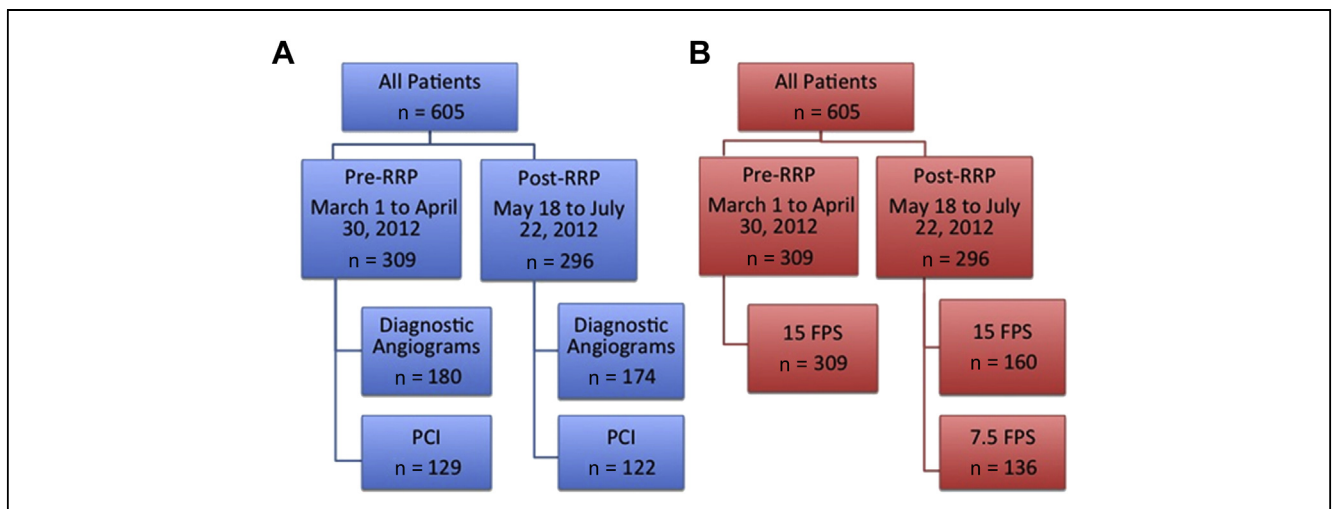 A
All Patients
n = 605
Pre-RRP
March 1 to April
30, 2012
n = 309
Post-RRP
May 18 to July
22, 2012
n = 296
Diagnostic
Angiograms
n = 180
Diagnostic
Angiograms
n = 174
PCI
n = 129
PCI
n = 122
B
All Patients
n = 605
Pre-RRP
March 1 to April
30, 2012
n = 309
Post-RRP
May 18 to July
22, 2012
n = 296
15 FPS
n = 309
15 FPS
n = 160
7.5 FPS
n = 136